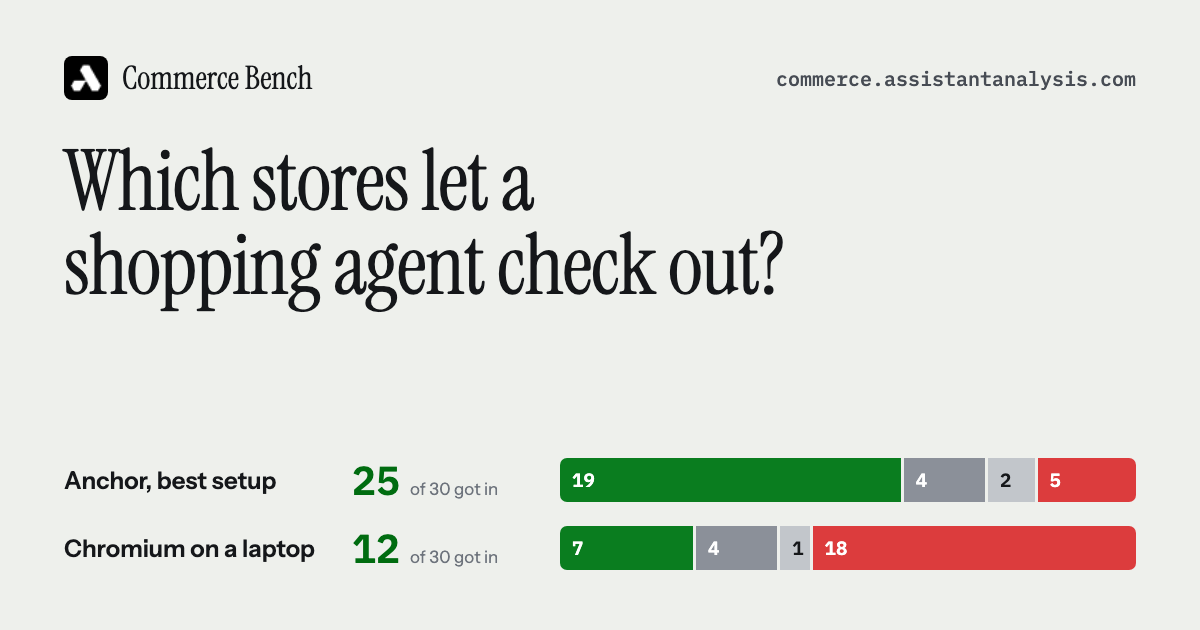 Commerce Bench
commerce.assistantanalysis.com
Which stores let a
shopping agent check out?
Anchor, best setup 25 of 30 got in 19 4 2 5
Chromium on a laptop 12 of 30 got in 7 4 1 18